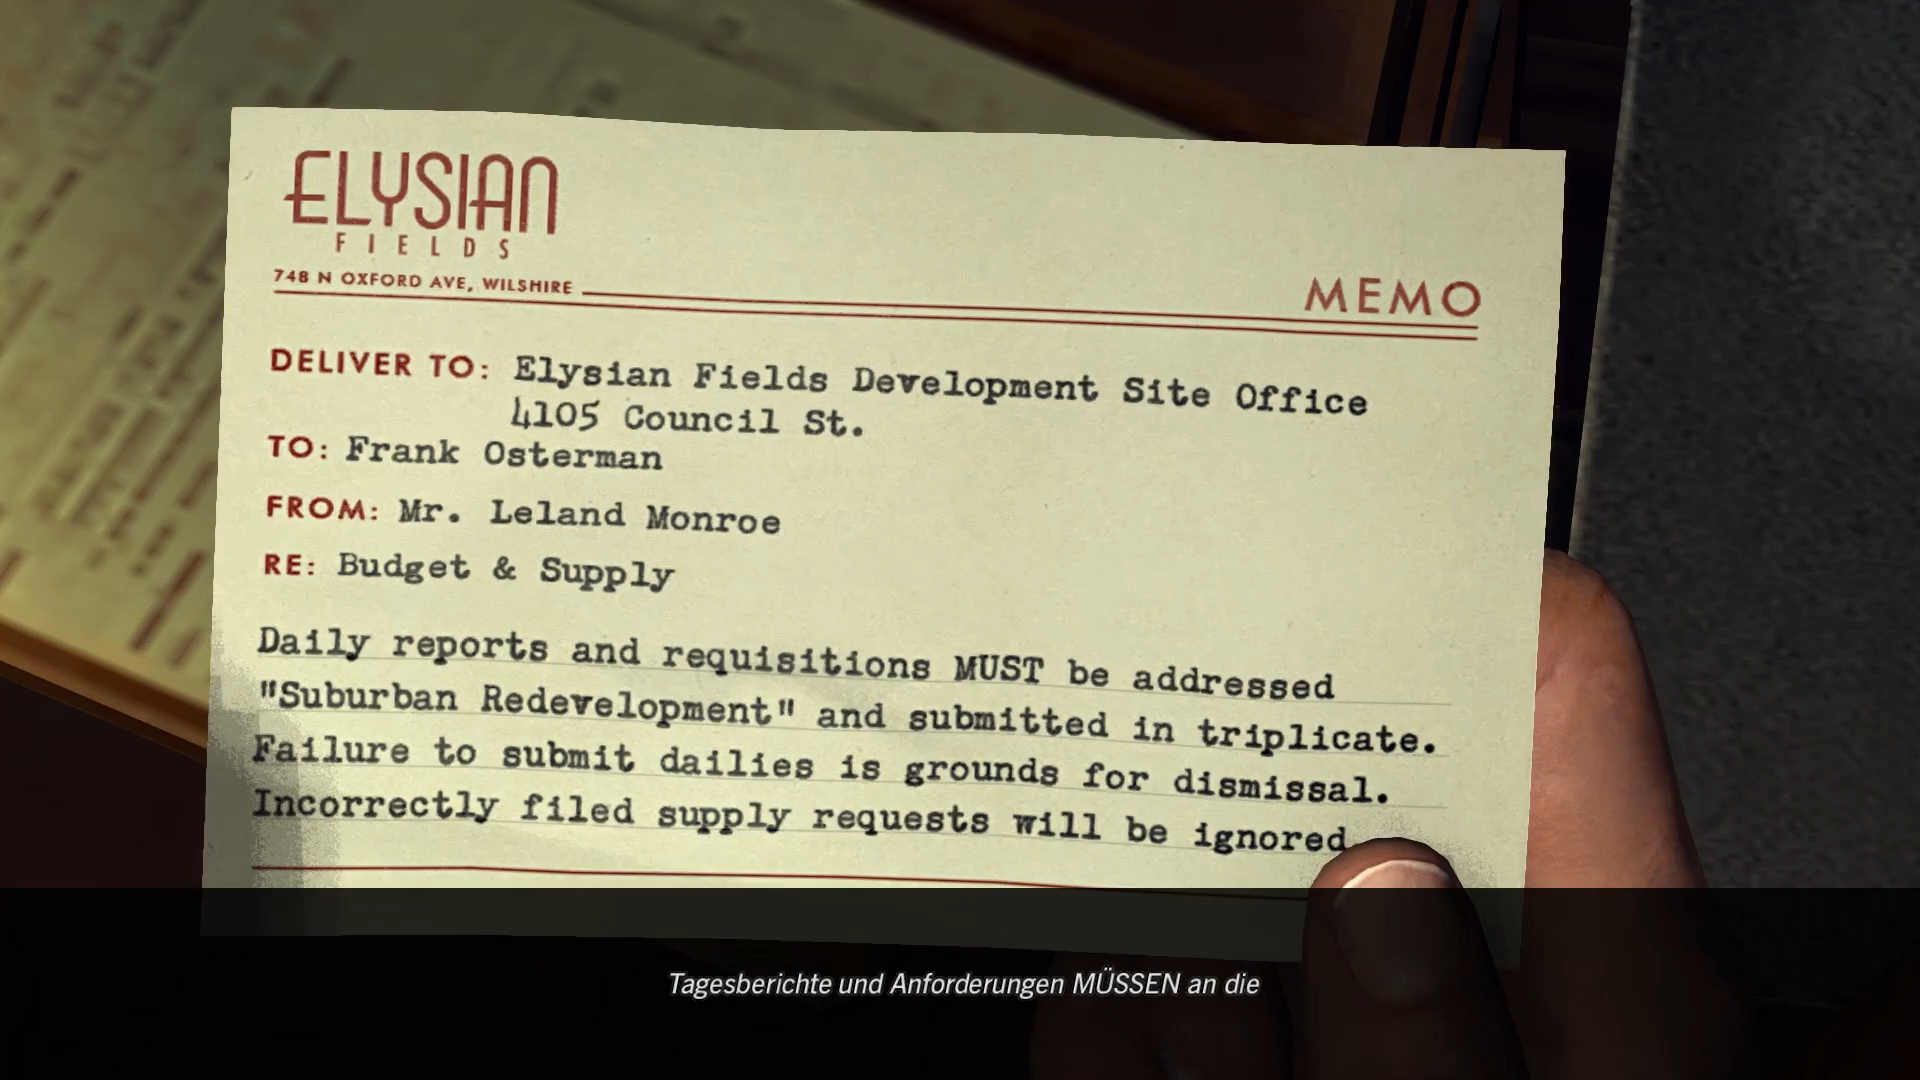 ELYSIAN
FIELDS
748 N OXFORD AVE, WILSHIRE
MEMO
DELIVER TO: Elysian Fields Development Site Office
4105 Council St.
TO: Frank Osterman
FROM: Mr. Leland Monroe
RE: Budget & Supply
Daily reports and requisitions MUST be addressed
"Suburban Redevelopment" and submitted in triplicate.
Failure to submit dailies is grounds for dismissal.
Incorrectly filed supply requests will be ignored
Tagesberichte und Anforderungen MÜSSEN an die